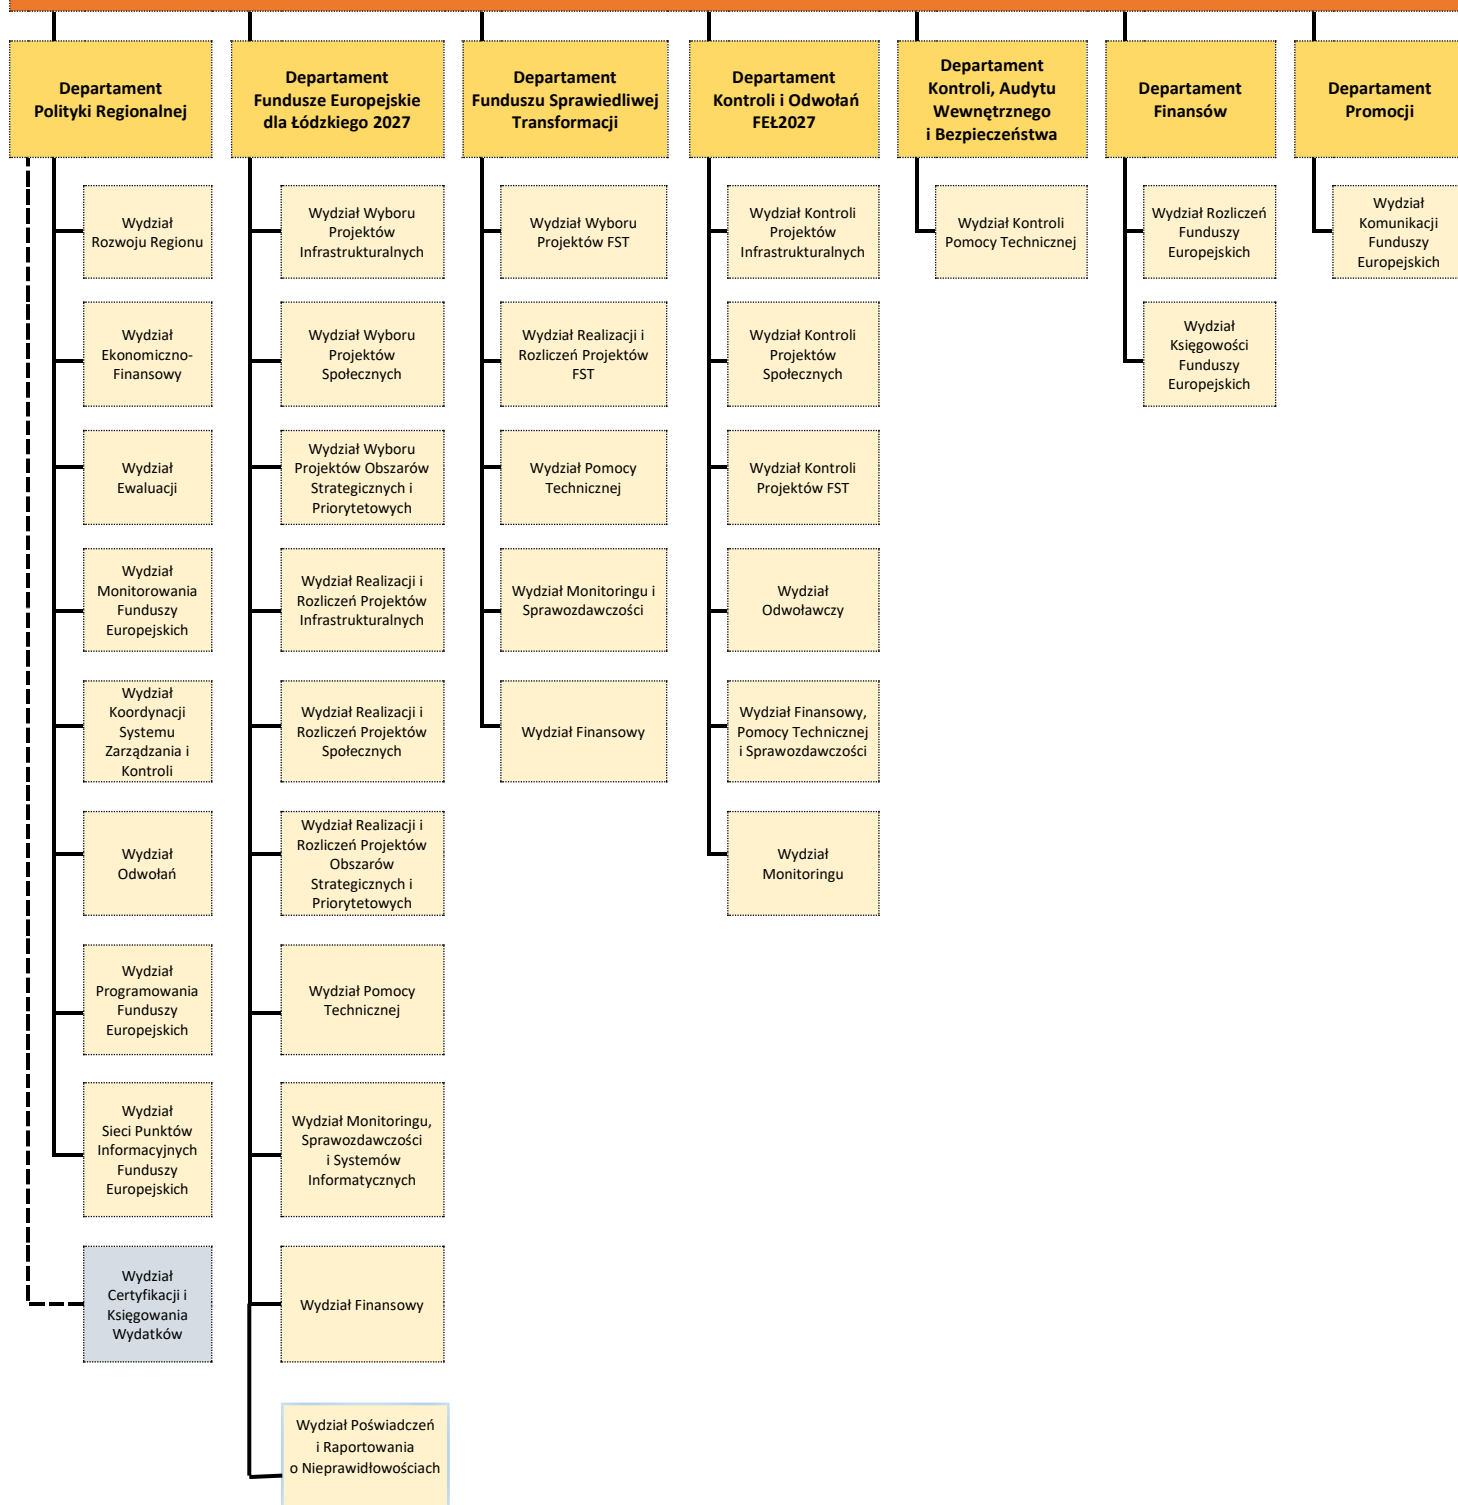 Departament
Polityki Regionalnej
Departament
Fundusze Europejskie
dla Łódzkiego 2027
Departament
Funduszu Sprawiedliwej
Transformacji
Departament
Kontroli i Odwołań
FEŁ2027
Departament
Kontroli, Audytu
Wewnętrznego
i Bezpieczeństwa
Departament
Finansów
Departament
Promocji
Wydział
Rozwoju Regionu
Wydział
Ekonomiczno-
Finansowy
Wydział
Ewaluacji
Wydział
Monitorowania
Funduszy
Europejskich
Wydział
Koordynacji
Systemu
Zarządzania i
Kontroli
Wydział
Odwołań
Wydział
Programowania
Funduszy
Europejskich
Wydział
Sieci Punktów
Informacyjnych
Funduszy
Europejskich
Wydział
Certyfikacji i
Księgowania
Wydatków
Wydział Wyboru
Projektów
Infrastrukturalnych
Wydział Wyboru
Projektów
Społecznych
Wydział Wyboru
Projektów Obszarów
Strategicznych i
Priorytetowych
Wydział Realizacji i
Rozliczeń Projektów
Infrastrukturalnych
Wydział Realizacji i
Rozliczeń Projektów
Społecznych
Wydział Realizacji i
Rozliczeń Projektów
Obszarów
Strategicznych i
Priorytetowych
Wydział Pomocy
Technicznej
Wydział Monitoringu,
Sprawozdawczości
i Systemów
Informatycznych
Wydział Finansowy
Wydział Poświadczeń
i Raportowania
o Nieprawidłowościach
Wydział Wyboru
Projektów FST
Wydział Realizacji i
Rozliczeń Projektów
FST
Wydział Pomocy
Technicznej
Wydział Monitoringu i
Sprawozdawczości
Wydział Finansowy
Wydział Kontroli
Projektów
Infrastrukturalnych
Wydział Kontroli
Projektów
Społecznych
Wydział Kontroli
Projektów FST
Wydział
Odwoławczy
Wydział Finansowy,
Pomocy Technicznej
i Sprawozdawczości
Wydział
Monitoringu
Wydział Kontroli
Pomocy Technicznej
Wydział Rozliczeń
Funduszy
Europejskich
Wydział
Księgowości
Funduszy
Europejskich
Wydział
Komunikacji
Funduszy
Europejskich